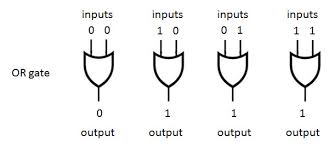 inputs inputs inputs inputs
0 0 1 0 0 1 1 1
OR gate
0 1 1 1
output output output output